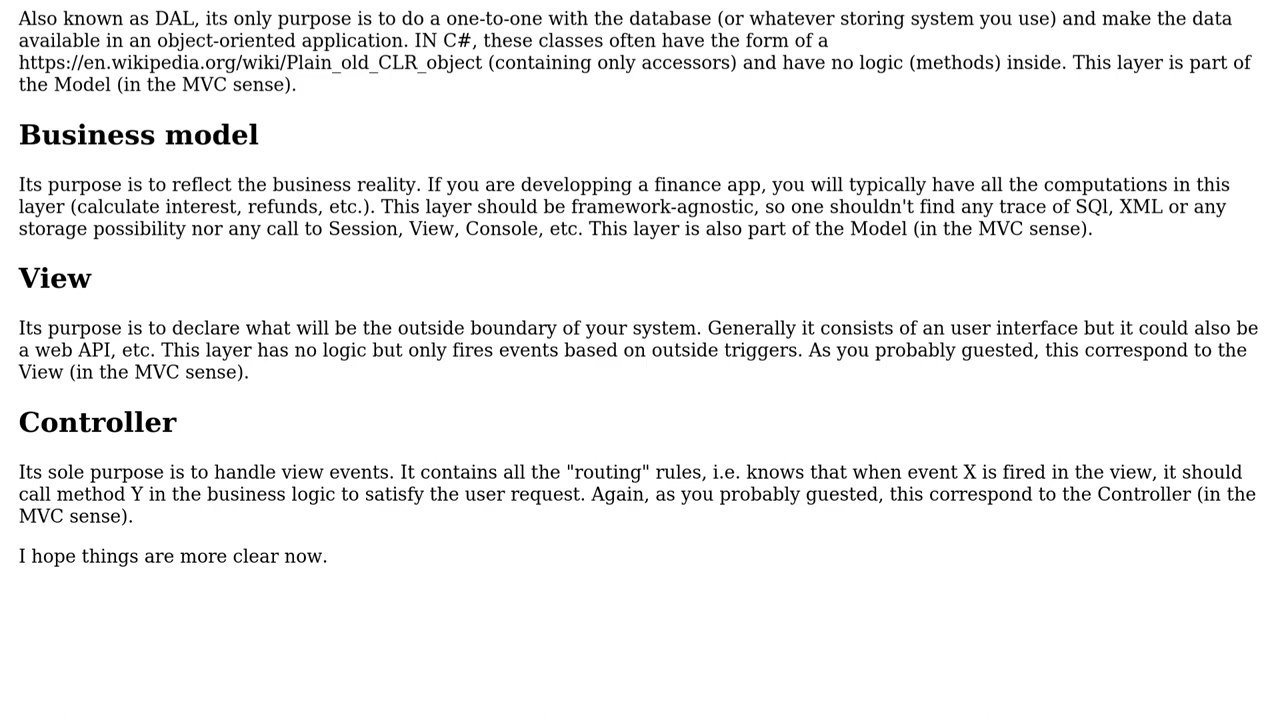 Also known as DAL, its only purpose is to do a one-to-one with the database (or whatever storing system you use) and make the data
available in an object-oriented application. IN C#, these classes often have the form of a
https://en.wikipedia.org/wiki/Plain_old_CLR_object (containing only accessors) and have no logic (methods) inside. This layer is part of
the Model (in the MVC sense).
Business model
Its purpose is to reflect the business reality. If you are developping a finance app, you will typically have all the computations in this
layer (calculate interest, refunds, etc.). This layer should be framework-agnostic, so one shouldn't find any trace of SQl, XML or any
storage possibility nor any call to Session, View, Console, etc. This layer is also part of the Model (in the MVC sense).
View
Its purpose is to declare what will be the outside boundary of your system. Generally it consists of an user interface but it could also be
a web API, etc. This layer has no logic but only fires events based on outside triggers. As you probably guested, this correspond to the
View (in the MVC sense).
Controller
Its sole purpose is to handle view events. It contains all the "routing" rules, i.e. knows that when event X is fired in the view, it should
call method Y in the business logic to satisfy the user request. Again, as you probably guested, this correspond to the Controller (in the
MVC sense).
I hope things are more clear now.